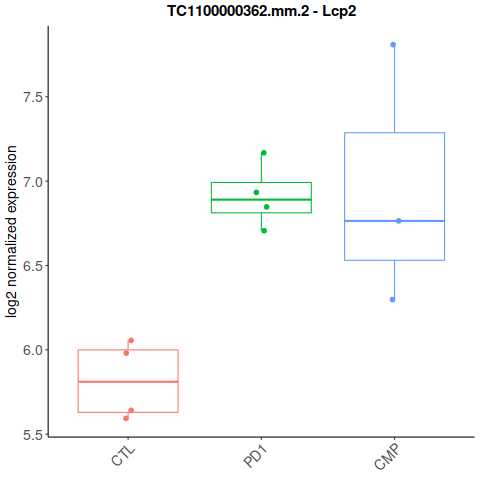 TC1100000362.mm.2 - Lcp2
log2 normalized expression
7.5
7.0
6.5
6.0
5.5
CTL
PD1
CMP